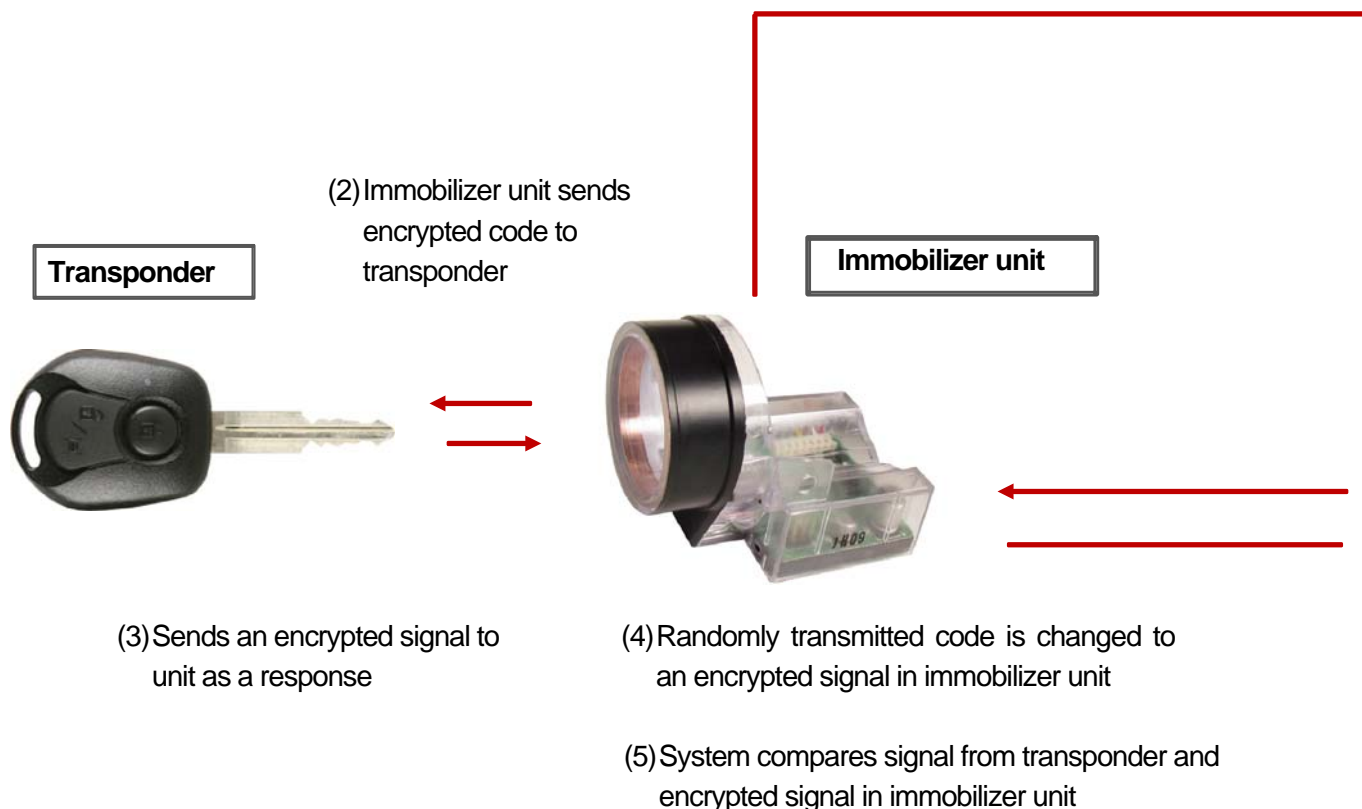 (2) Immobilizer unit sends
encrypted code to
transponder
Transponder
Immobilizer unit
(3) Sends an encrypted signal to
unit as a response
(4) Randomly transmitted code is changed to
an encrypted signal in immobilizer unit
(5) System compares signal from transponder and
encrypted signal in immobilizer unit